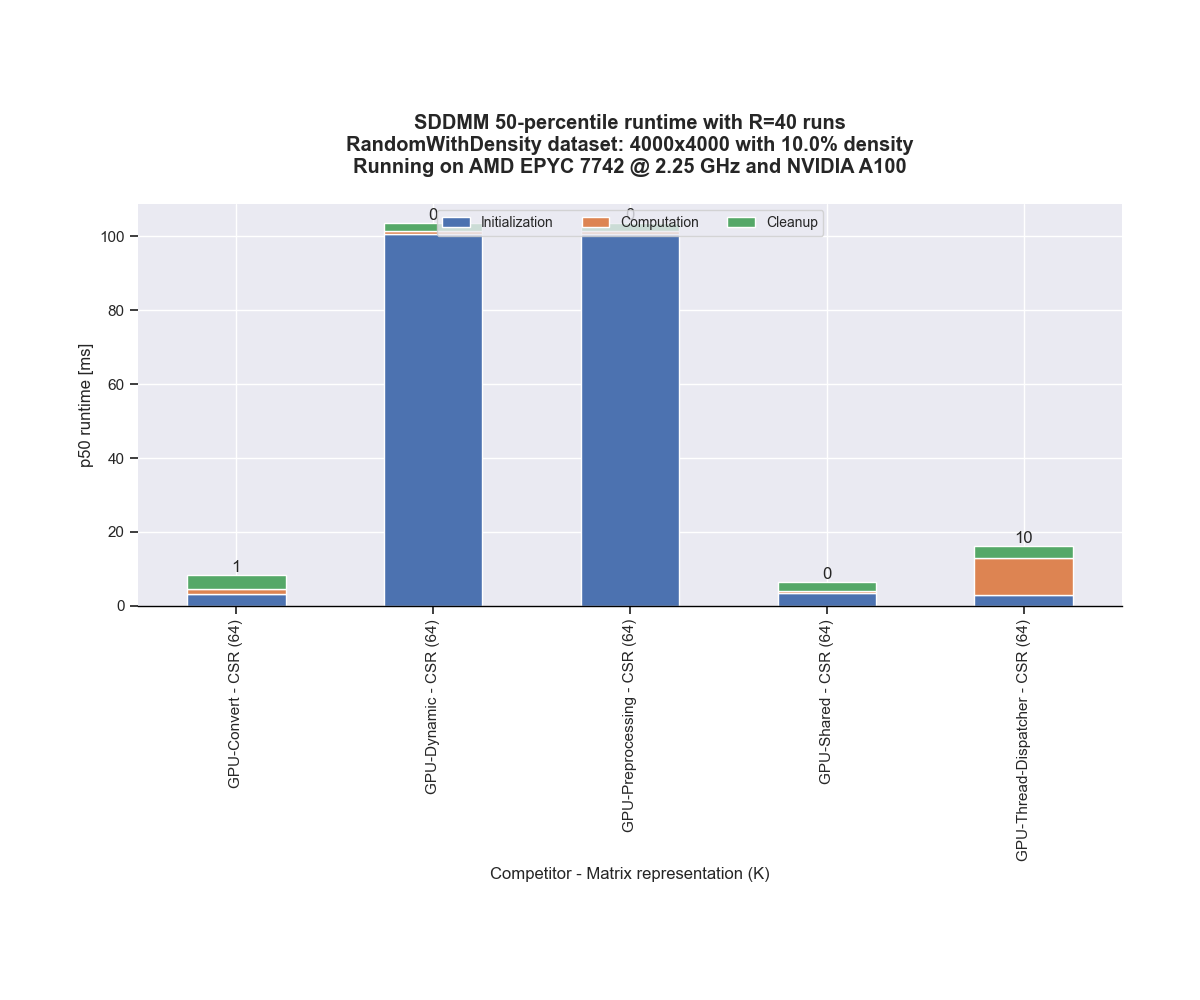 SDDMM 50-percentile runtime with R=40 runs
RandomWithDensity dataset: 4000x4000 with 10.0% density
Running on AMD EPYC 7742 @ 2.25 GHz and NVIDIA A100
0
0
Initialization
Computation
Cleanup
100
80
60
40
20
0
p50 runtime [ms]
1
0
10
GPU-Convert - CSR (64)
GPU-Dynamic - CSR (64)
GPU-Preprocessing - CSR (64)
GPU-Shared - CSR (64)
GPU-Thread-Dispatcher - CSR (64)
Competitor - Matrix representation (K)